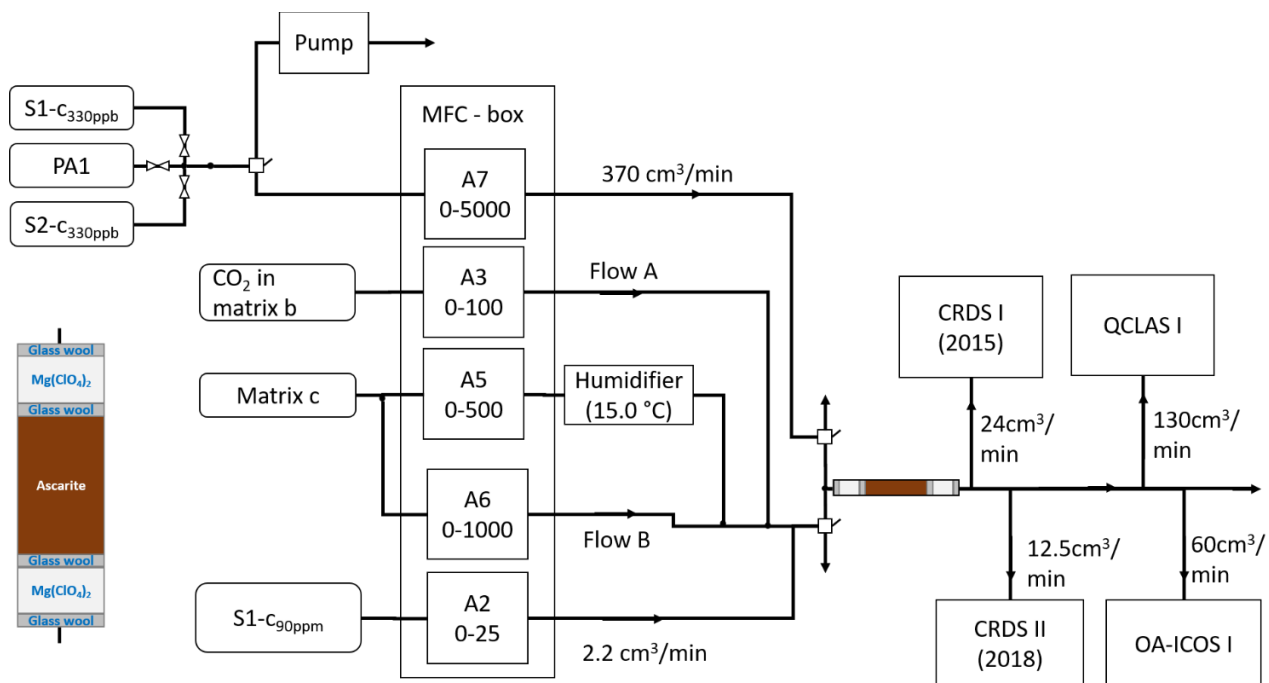 Pump
S1-c330ppb
PA1
S2-c330ppb
MFC - box
A7
0-5000
370 cm³/min
CO₂ in
matrix b
A3
0-100
Flow A
Matrix c
A5
0-500
Humidifier
(15.0 °C)
A6
0-1000
Flow B
S1-c90ppm
A2
0-25
2.2 cm³/min
Glass wool
Mg(ClO₄)₂
Glass wool
Ascarite
Glass wool
Mg(ClO₄)₂
Glass wool
CRDS I
(2015)
QCLAS I
24cm³/
min
130cm³/
min
12.5cm³/
min
60cm³/
min
CRDS II
(2018)
OA-ICOS I